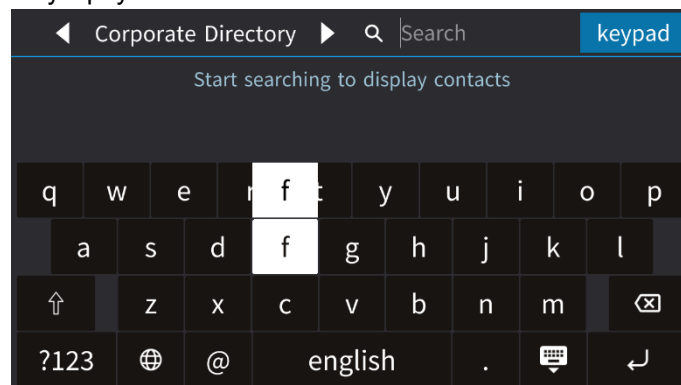 Corporate Directory Search keypad
Start searching to display contacts
q w e r f t y u i o p
a s d f g h j k l
z x c v b n m
?123 @ english .